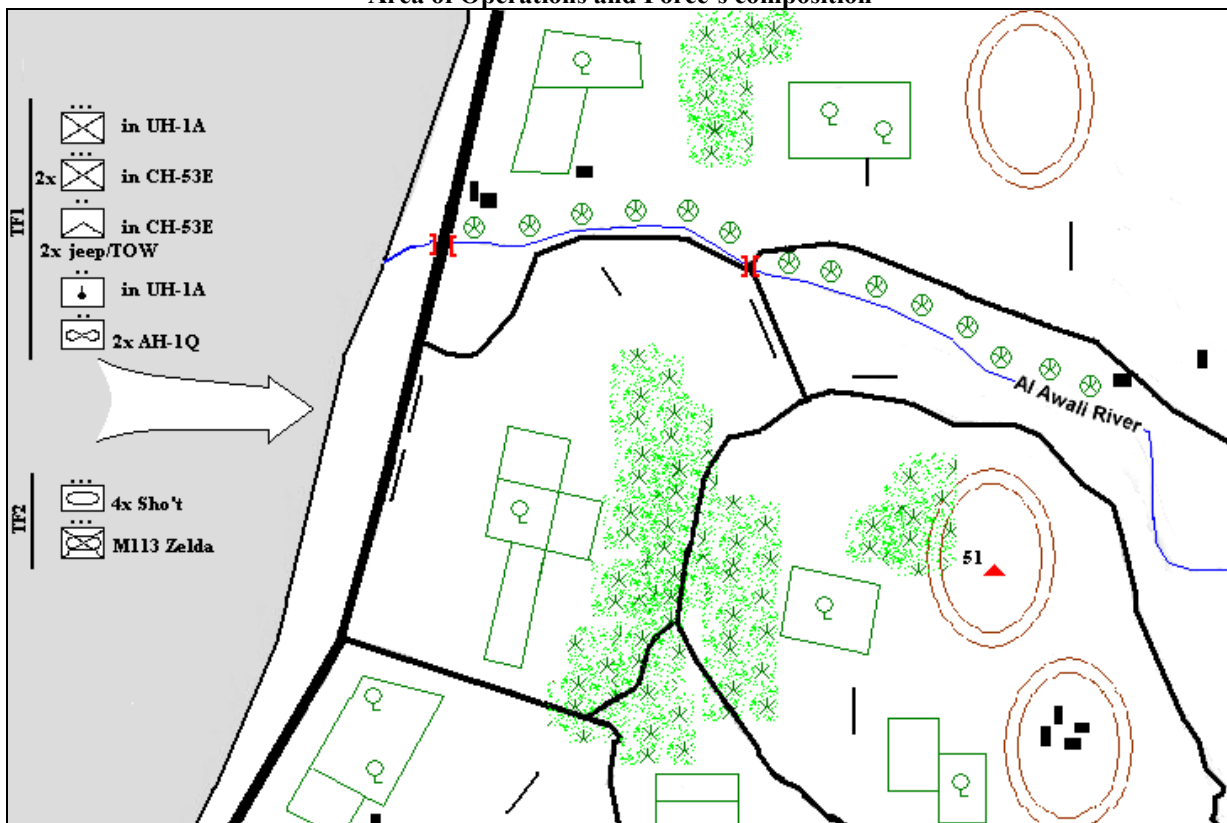 Area of Operations and Force's composition
TF1
in UH-1A
2x in CH-53E
in CH-53E
2x jeep/TOW
in UH-1A
2x AH-1Q
TF2
4x Sho't
M113 Zelda
Al Awali River
51